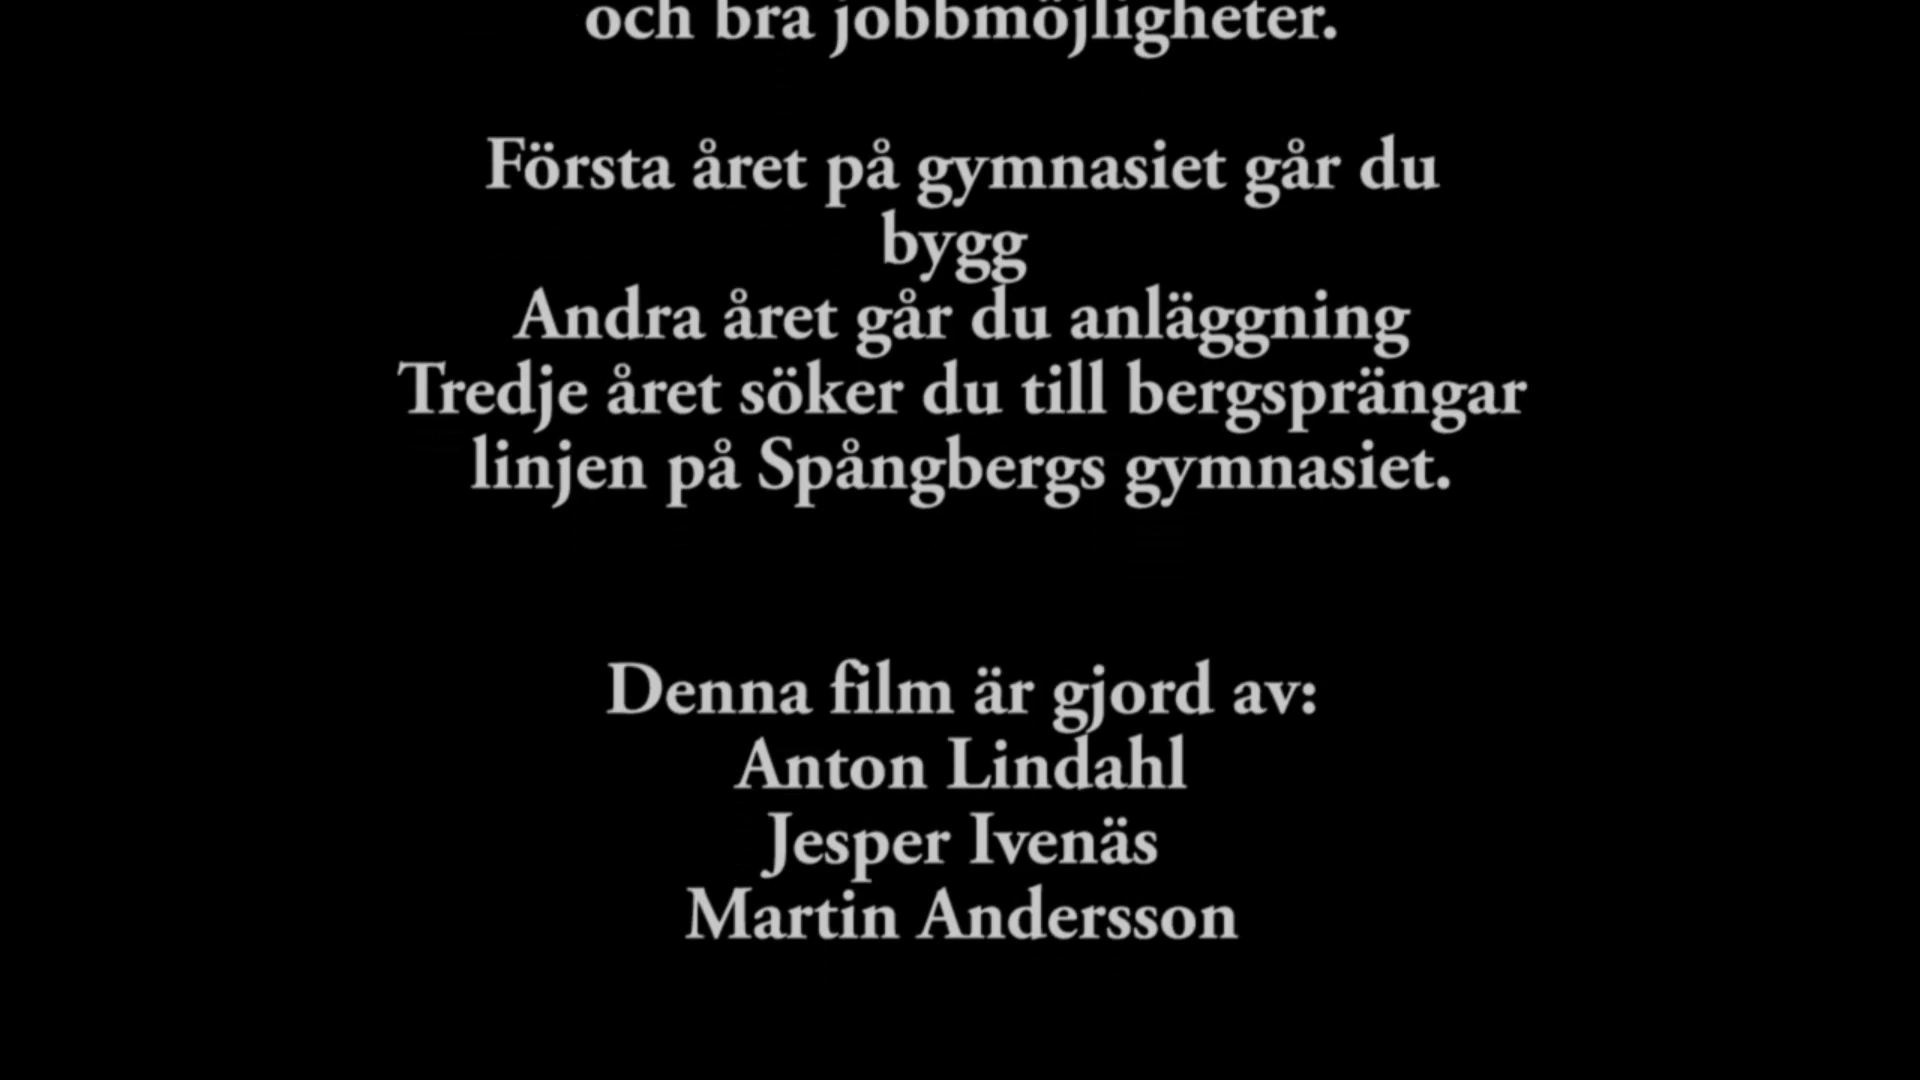 och bra jobbmöjligheter.
Första året på gymnasiet går du
bygg
Andra året går du anläggning
Tredje året söker du till bergsprängar
linjen på Spångbergs gymnasiet.
Denna film är gjord av:
Anton Lindahl
Jesper Ivenäs
Martin Andersson